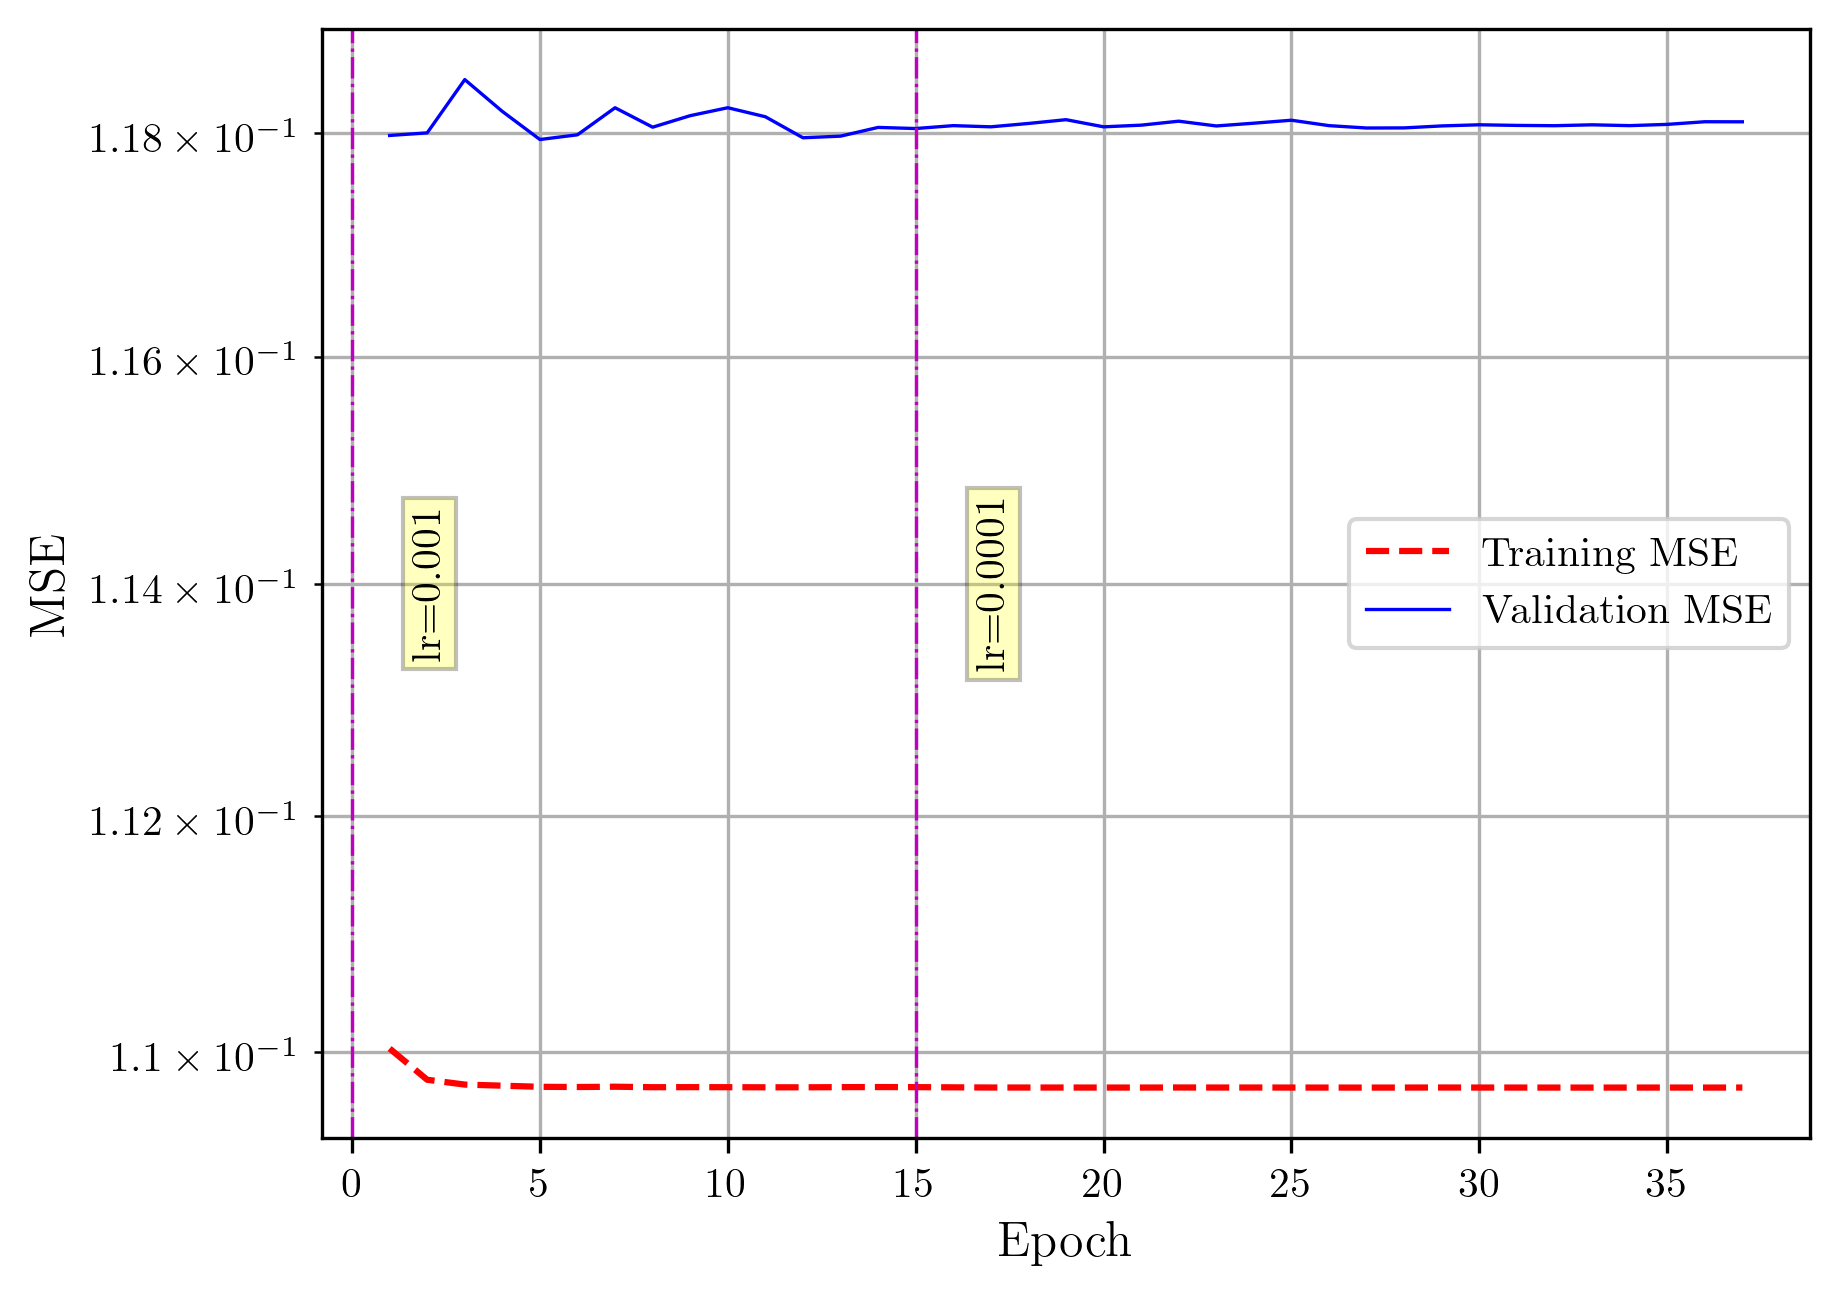 MSE
1.18 × 10⁻¹
1.16 × 10⁻¹
1.14 × 10⁻¹
1.12 × 10⁻¹
1.1 × 10⁻¹
lr=0.001
lr=0.0001
Training MSE
Validation MSE
0 5 10 15 20 25 30 35
Epoch